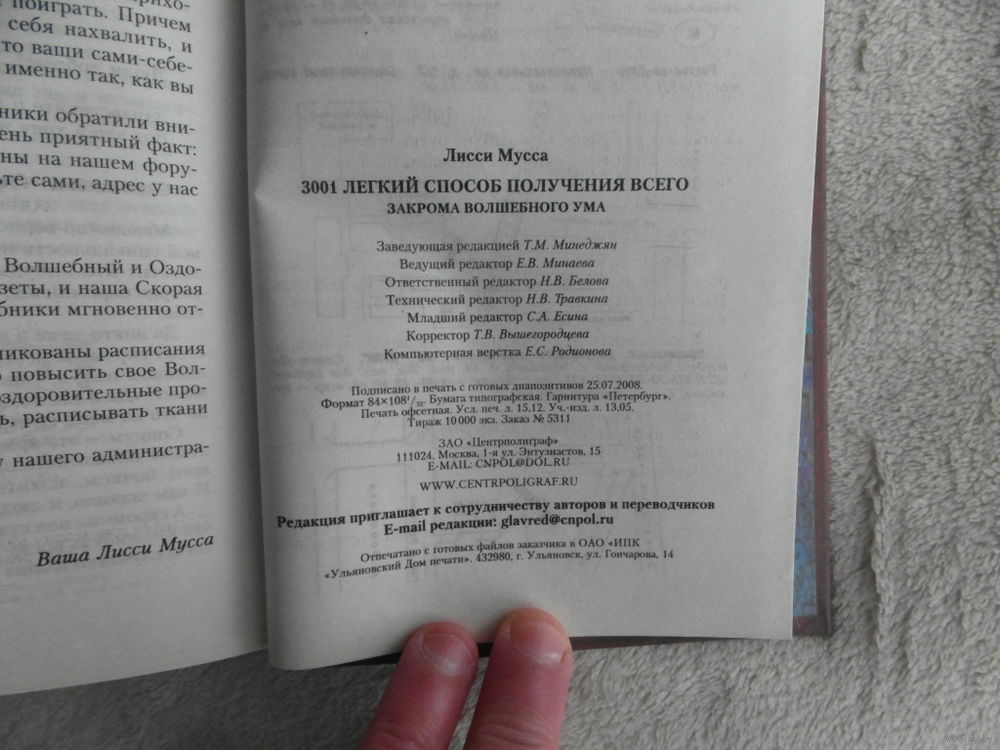 поиграть. Причем
себя нахвалить, и
то ваши сами-себе-
именно так, как вы
ники обратили вни-
ень приятный факт:
ны на нашем фору-
те сами, адрес у нас
Волшебный и Оздо-
зеты, и наша Скорая
бники мгновенно от-
икованы расписания
повысить свое Вол-
оздоровительные про-
ь, расписывать ткани
у нашего администра-
Ваша Лисси Мусса
Лисси Мусса
3001 ЛЕГКИЙ СПОСОБ ПОЛУЧЕНИЯ ВСЕГО
ЗАКРОМА ВОЛШЕБНОГО УМА
Заведующая редакцией Т.М. Минеджян
Ведущий редактор Е.В. Минаева
Ответственный редактор Н.В. Белова
Технический редактор Н.В. Травкина
Младший редактор С.А. Есина
Корректор Т.В. Вышегородцева
Компьютерная верстка Е.С. Родионова
Подписано в печать с готовых диапозитивов 25.07.2008.
Формат 84×108¹/₃₂. Бумага типографская. Гарнитура «Петербург».
Печать офсетная. Усл. печ. л. 15,12. Уч.-изд. л. 13,05.
Тираж 10 000 экз. Заказ № 5311
ЗАО «Центрполиграф»
111024, Москва, 1-я ул. Энтузиастов, 15
E-MAIL: CNPOL@DOL.RU
WWW.CENTRPOLIGRAF.RU
Редакция приглашает к сотрудничеству авторов и переводчиков
E-mail редакции: glavred@cnpol.ru
Отпечатано с готовых файлов заказчика в ОАО «ИПК
«Ульяновский Дом печати». 432980, г. Ульяновск, ул. Гончарова, 14